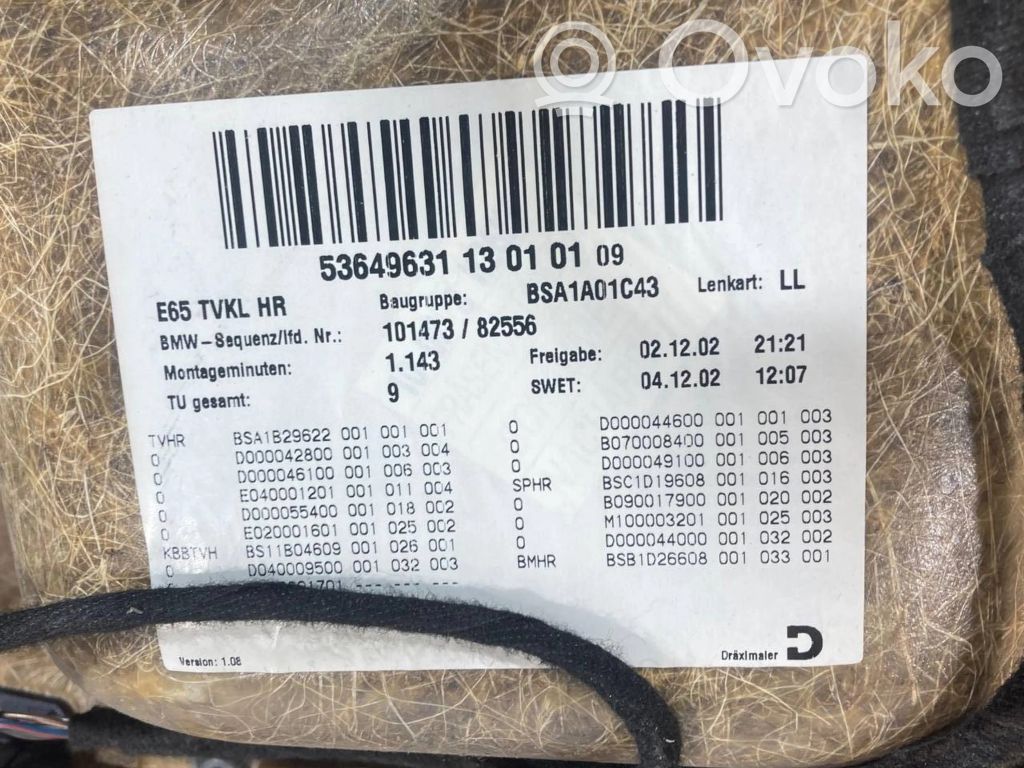 Ovoko
53649631 13 01 01 09
E65 TVKL HR Baugruppe: BSA1A01C43 Lenkart: LL
BMW-Sequenz/lfd. Nr.: 101473 / 82556
Montageminuten: 1.143 Freigabe: 02.12.02 21:21
TU gesamt: 9 SWET: 04.12.02 12:07
TVHR BSA1B29622 001 001 001 0 D000044600 001 001 003
0 D000042800 001 003 004 0 B070008400 001 005 003
0 D000046100 001 006 003 0 D000049100 001 006 003
0 E040001201 001 011 004 SPHR BSC1D19608 001 016 003
0 D000055400 001 018 002 0 B090017900 001 020 002
0 E020001601 001 025 002 0 M100003201 001 025 003
KBBTVH BS11B04609 001 026 001 0 D000044000 001 032 002
0 D040009500 001 032 003 BMHR BSB1D26608 001 033 001
Version: 1.08 Dräxlmaier